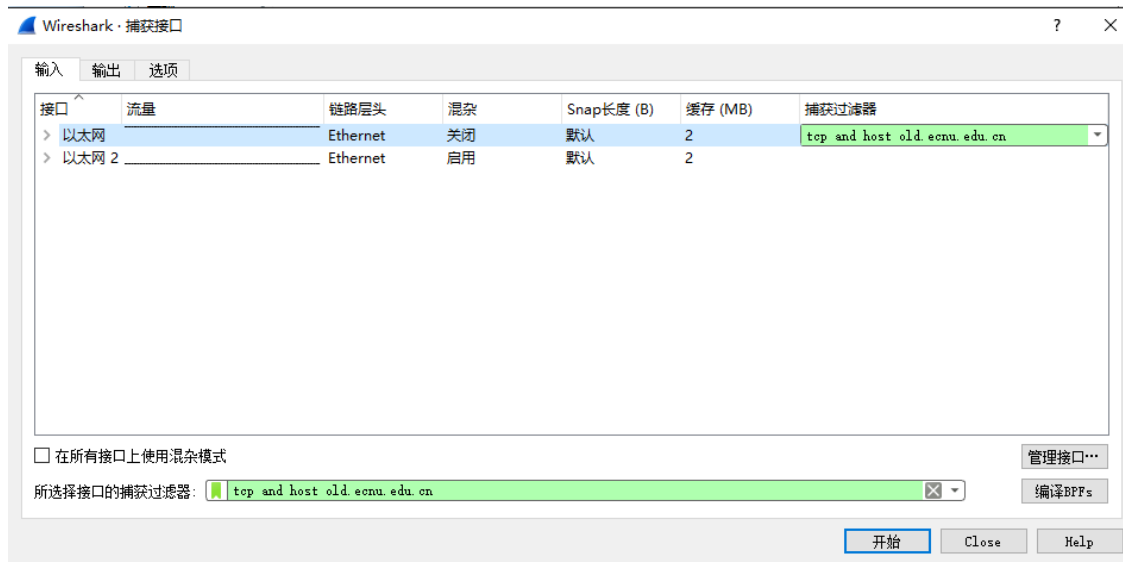 Wireshark · 捕获接口
? ×
输入 输出 选项
接口 流量 链路层头 混杂 Snap长度 (B) 缓存 (MB) 捕获过滤器
以太网 Ethernet 关闭 默认 2 tcp and host old.ecnu.edu.cn
以太网 2 Ethernet 启用 默认 2
在所有接口上使用混杂模式 管理接口…
所选择接口的捕获过滤器: tcp and host old.ecnu.edu.cn 编译BPFs
开始 Close Help